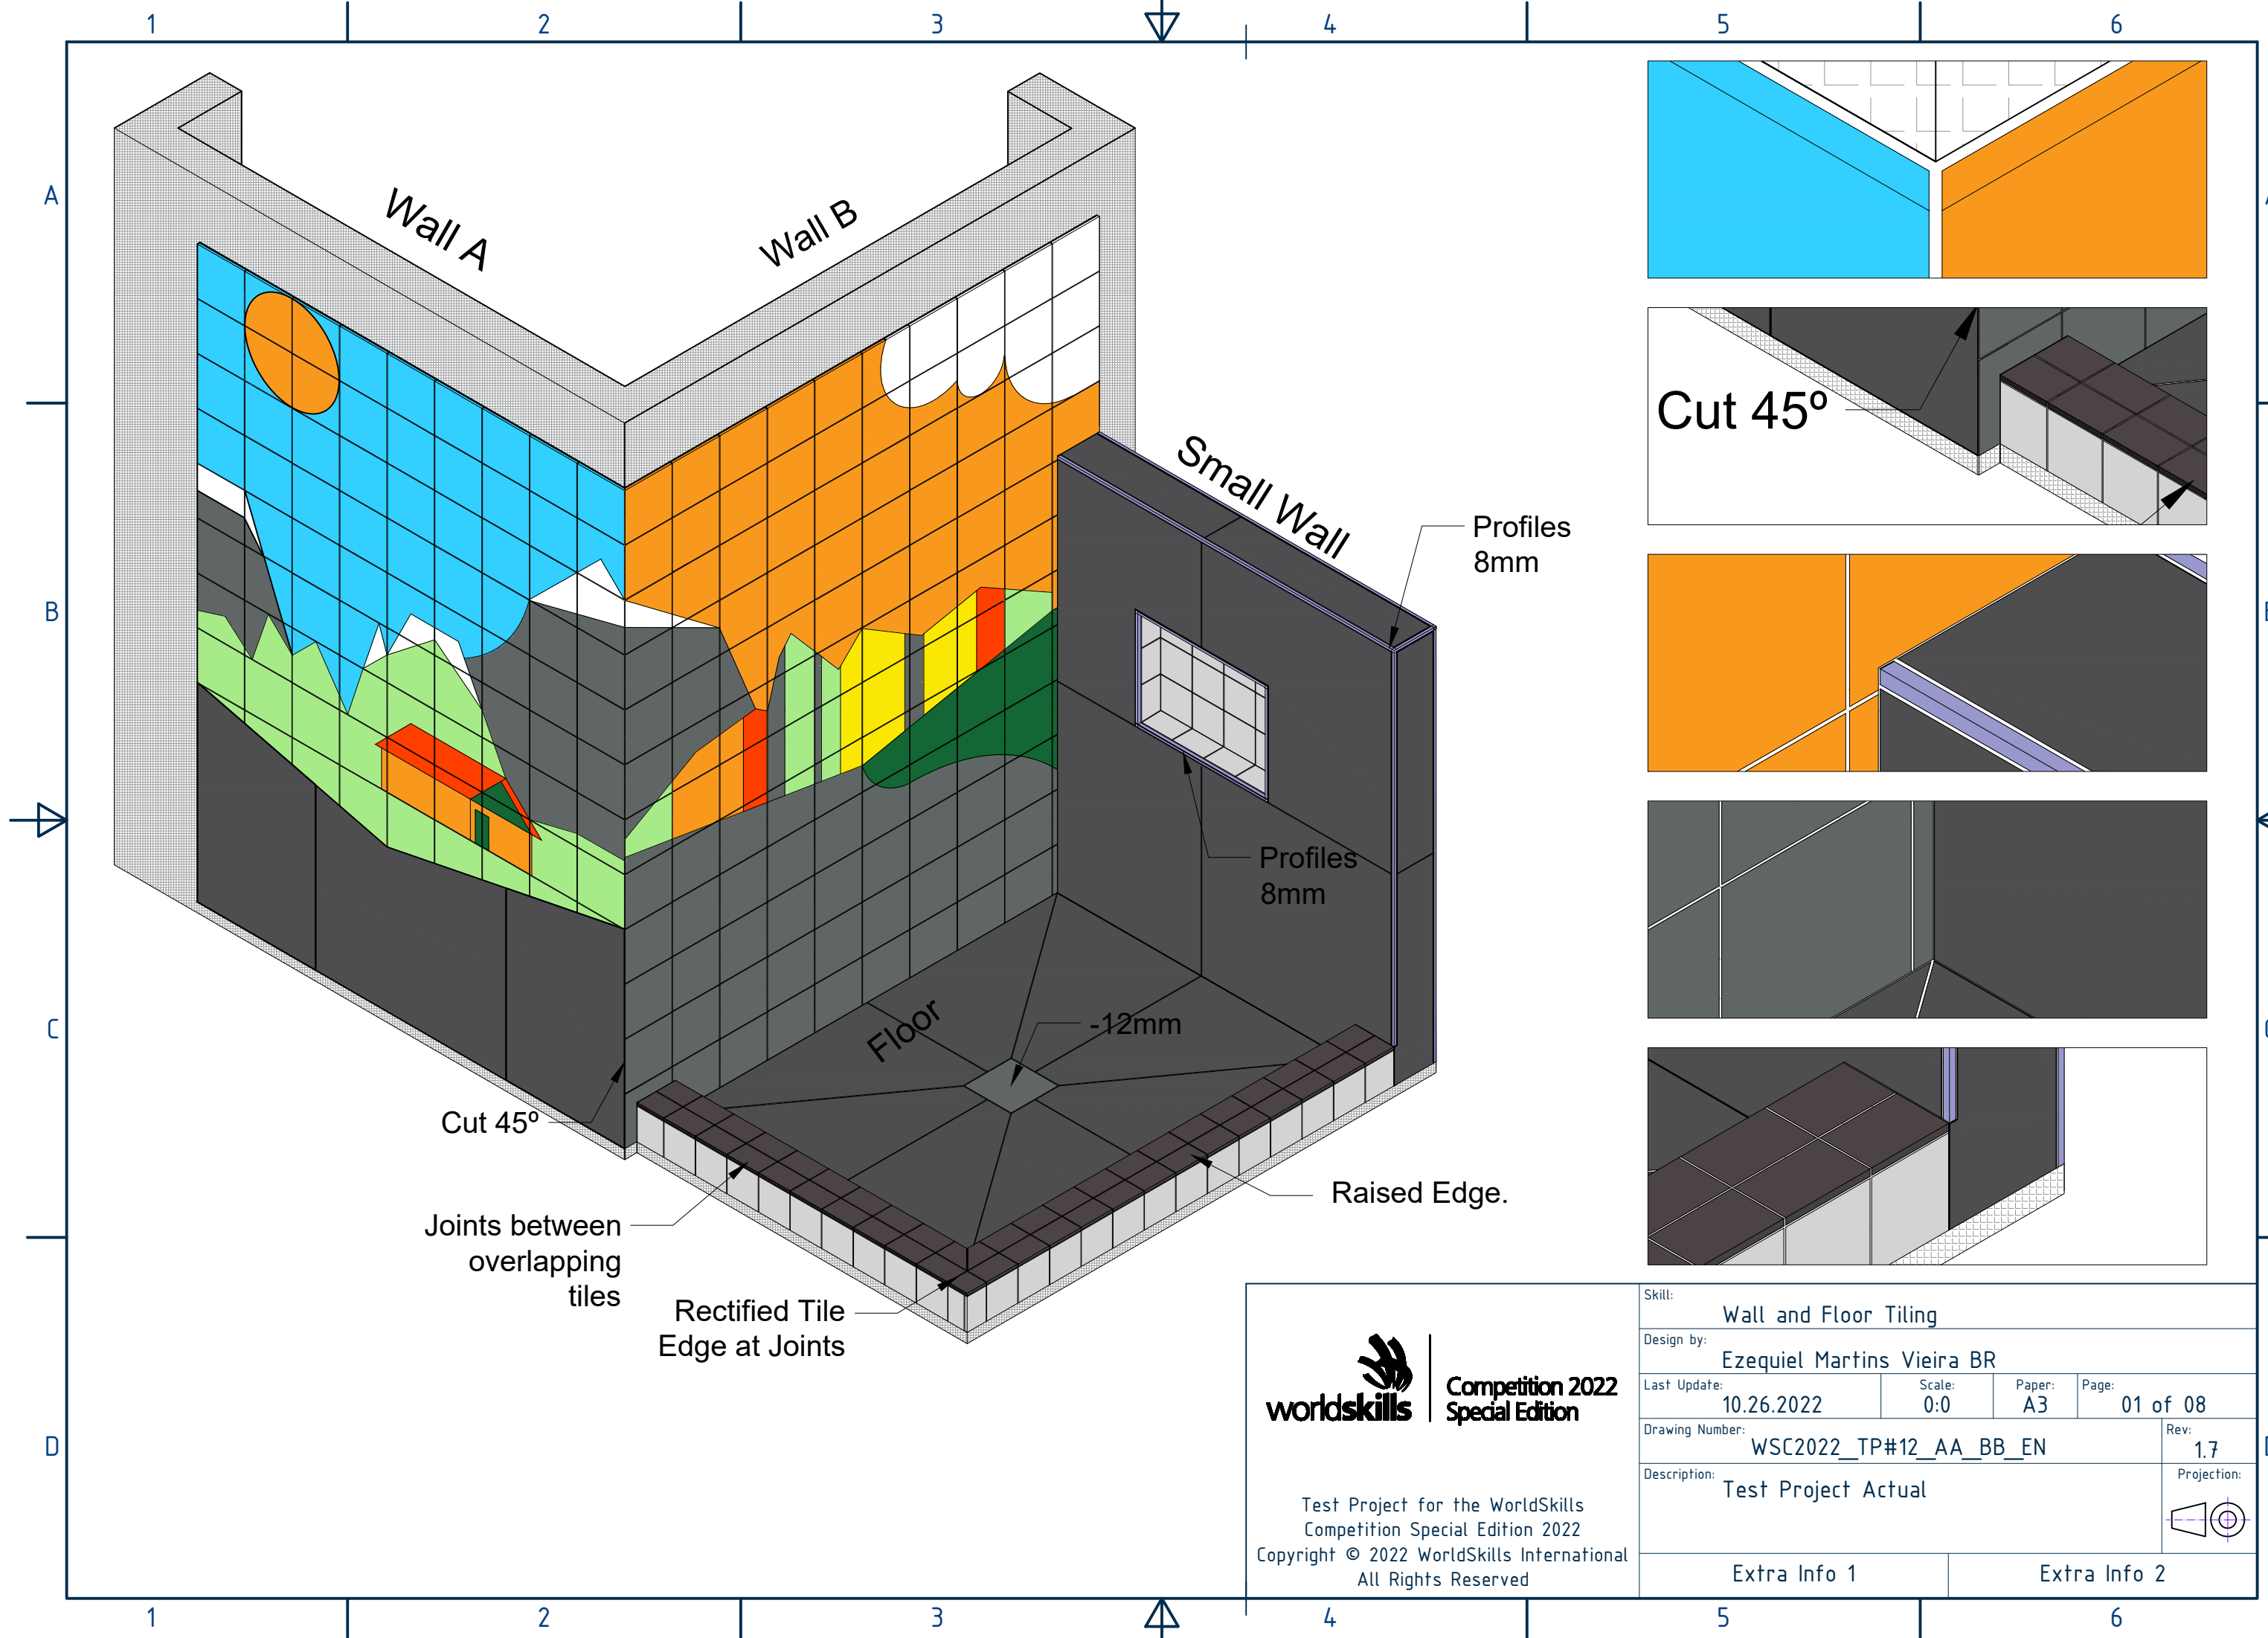 1 2 3 4 5 6
A
B
C
D
Wall A
Wall B
Small Wall
Profiles
8mm
Profiles
8mm
Floor
-12mm
Cut 45º
Joints between
overlapping
tiles
Rectified Tile
Edge at Joints
Raised Edge.
Cut 45º
worldskills
Competition 2022
Special Edition
Test Project for the WorldSkills
Competition Special Edition 2022
Copyright © 2022 WorldSkills International
All Rights Reserved
Skill:
Wall and Floor Tiling
Design by:
Ezequiel Martins Vieira BR
Last Update: Scale: Paper: Page:
10.26.2022 0:0 A3 01 of 08
Drawing Number: Rev:
WSC2022_TP#12_AA_BB_EN 1.7
Description: Projection:
Test Project Actual
Extra Info 1 Extra Info 2
1 2 3 4 5 6